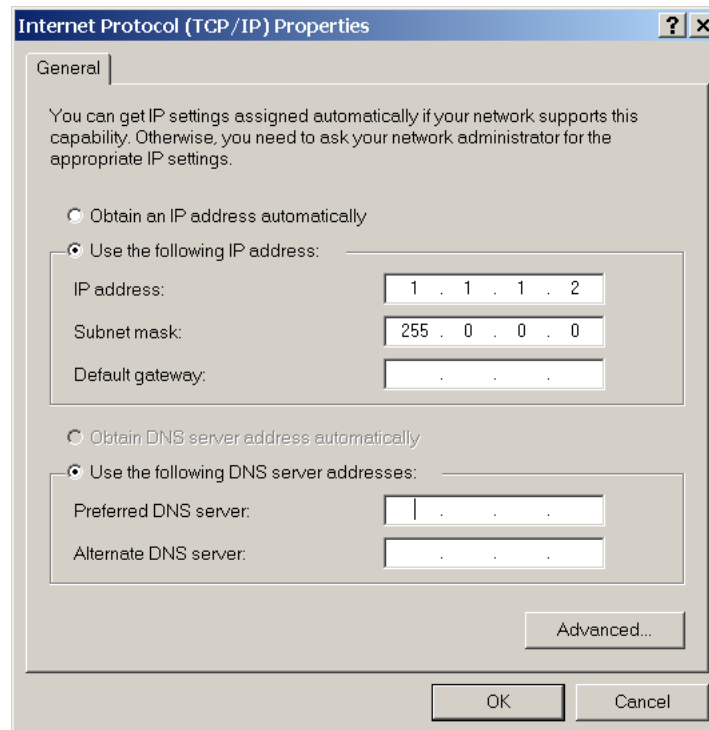 Internet Protocol (TCP/IP) Properties
? X
General
You can get IP settings assigned automatically if your network supports this
capability. Otherwise, you need to ask your network administrator for the
appropriate IP settings.
Obtain an IP address automatically
Use the following IP address:
IP address: 1 . 1 . 1 . 2
Subnet mask: 255 . 0 . 0 . 0
Default gateway: . . .
Obtain DNS server address automatically
Use the following DNS server addresses:
Preferred DNS server: . . .
Alternate DNS server: . . .
Advanced...
OK Cancel